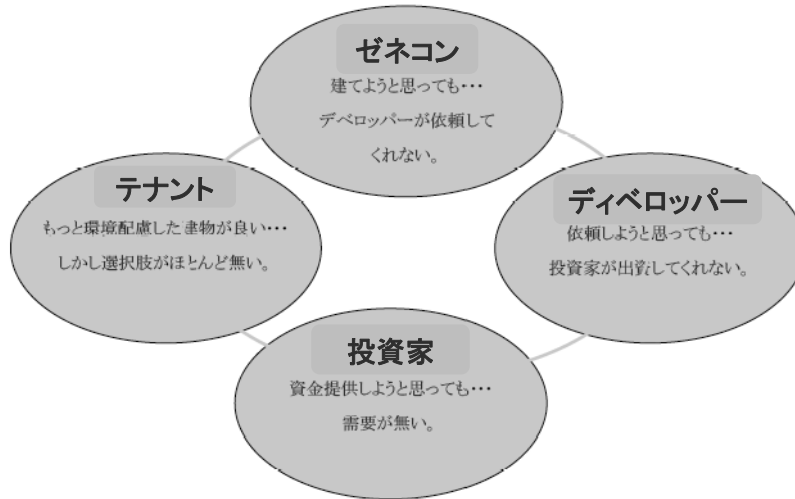 ゼネコン
建てようと思っても・・・
デベロッパーが依頼して
くれない。
テナント
もっと環境配慮した建物が良い・・・
しかし選択肢がほとんど無い。
ディベロッパー
依頼しようと思っても・・・
投資家が出資してくれない。
投資家
資金提供しようと思っても・・・
需要が無い。